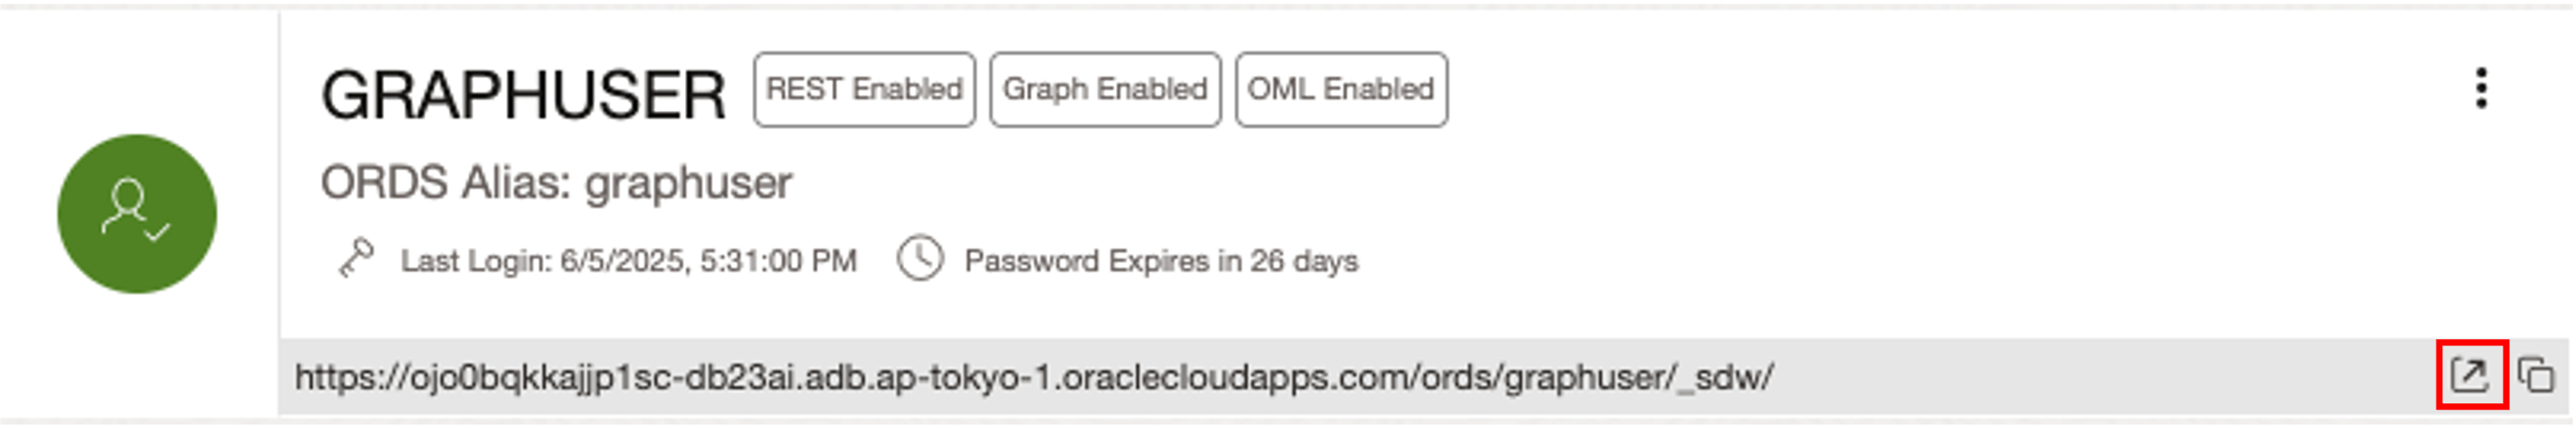 GRAPHUSER REST Enabled Graph Enabled OML Enabled
ORDS Alias: graphuser
Last Login: 6/5/2025, 5:31:00 PM Password Expires in 26 days
https://ojo0bqkkajjp1sc-db23ai.adb.ap-tokyo-1.oraclecloudapps.com/ords/graphuser/_sdw/